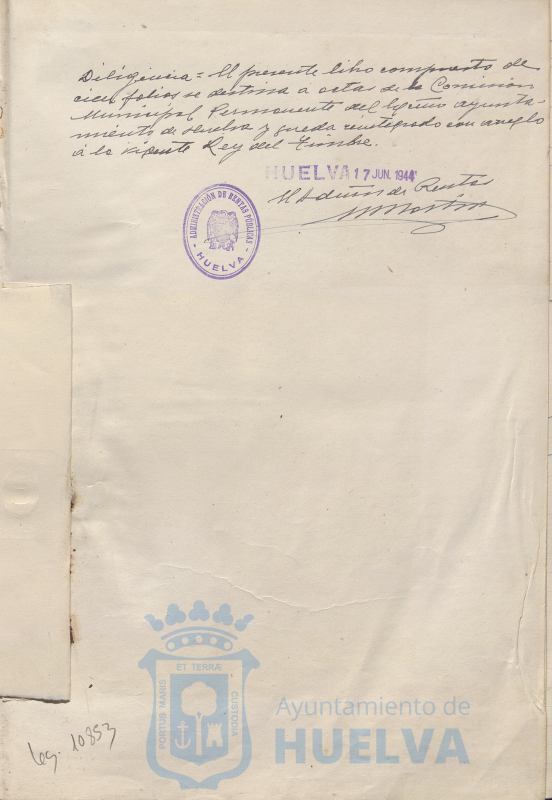 Diligencia = El presente libro compuesto de
cien folios se destina a actas de la Comisión
Municipal Permanente del Excmo ayunta-
miento de Huelva y queda reintegrado con arreglo
á la vigente Ley del Timbre.
HUELVA 17 JUN. 1944
El Admor de Rentas
ADMINISTRACIÓN DE RENTAS PÚBLICAS
HUELVA
PORTUS MARIS ET TERRÆ CUSTODIA
Ayuntamiento de
HUELVA
Leg. 10853